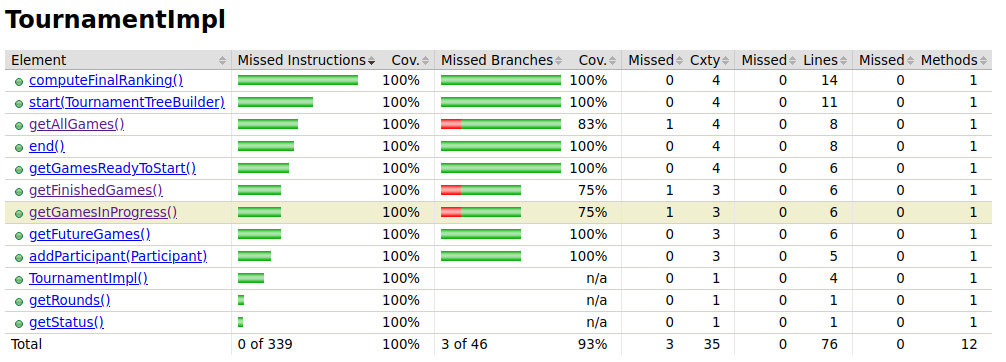 TournamentImpl
Element Missed Instructions Cov. Missed Branches Cov. Missed Cxty Missed Lines Missed Methods
computeFinalRanking() 100% 100% 0 4 0 14 0 1
start(TournamentTreeBuilder) 100% 100% 0 4 0 11 0 1
getAllGames() 100% 83% 1 4 0 8 0 1
end() 100% 100% 0 4 0 8 0 1
getGamesReadyToStart() 100% 100% 0 4 0 6 0 1
getFinishedGames() 100% 75% 1 3 0 6 0 1
getGamesInProgress() 100% 75% 1 3 0 6 0 1
getFutureGames() 100% 100% 0 3 0 6 0 1
addParticipant(Participant) 100% 100% 0 3 0 5 0 1
TournamentImpl() 100% n/a 0 1 0 4 0 1
getRounds() 100% n/a 0 1 0 1 0 1
getStatus() 100% n/a 0 1 0 1 0 1
Total 0 of 339 100% 3 of 46 93% 3 35 0 76 0 12